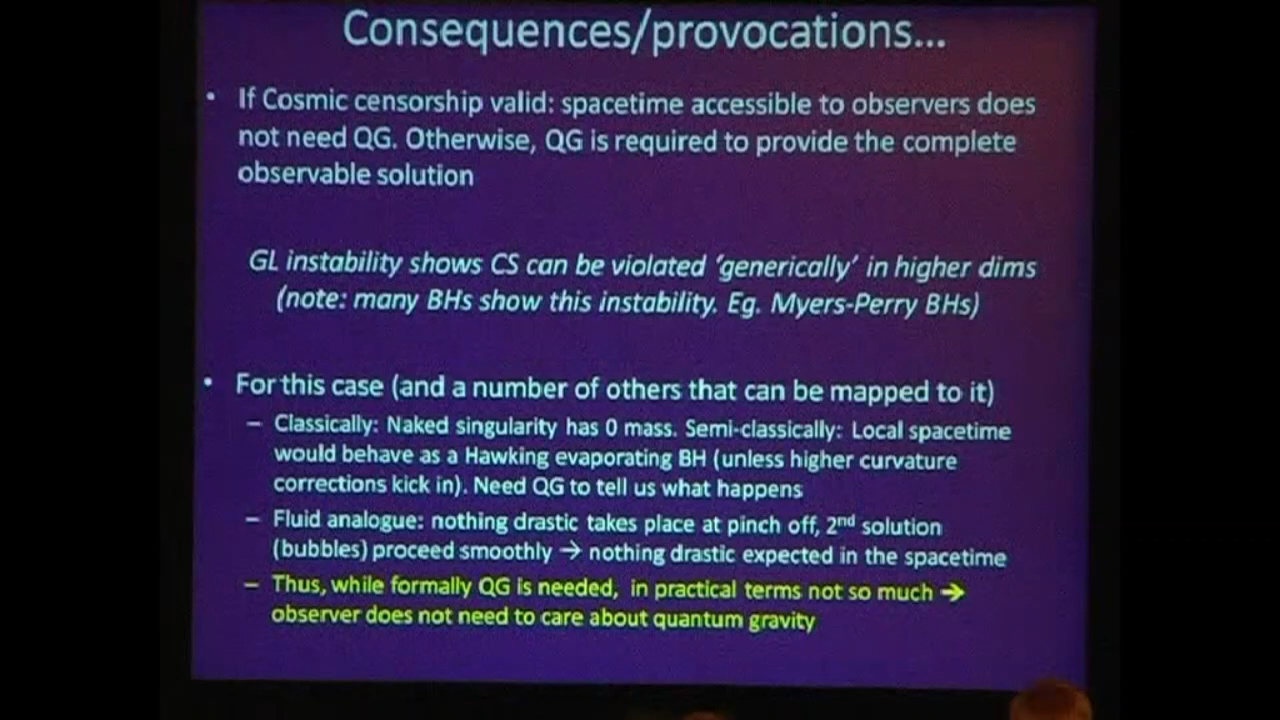 Consequences/provocations...
• If Cosmic censorship valid: spacetime accessible to observers does
not need QG. Otherwise, QG is required to provide the complete
observable solution
GL instability shows CS can be violated ‘generically’ in higher dims
(note: many BHs show this instability. Eg. Myers-Perry BHs)
• For this case (and a number of others that can be mapped to it)
– Classically: Naked singularity has 0 mass. Semi-classically: Local spacetime
would behave as a Hawking evaporating BH (unless higher curvature
corrections kick in). Need QG to tell us what happens
– Fluid analogue: nothing drastic takes place at pinch off, 2nd solution
(bubbles) proceed smoothly → nothing drastic expected in the spacetime
– Thus, while formally QG is needed, in practical terms not so much →
observer does not need to care about quantum gravity